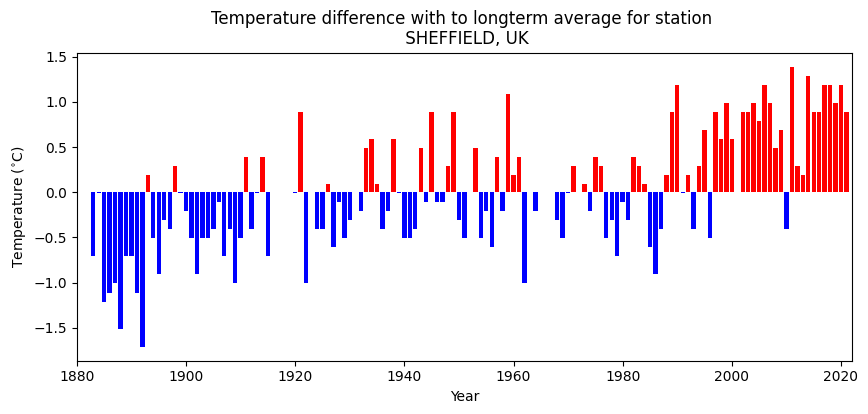 Temperature difference with to longterm average for station
SHEFFIELD, UK
1.5
1.0
0.5
0.0
−0.5
−1.0
−1.5
Temperature (°C)
1880 1900 1920 1940 1960 1980 2000 2020
Year